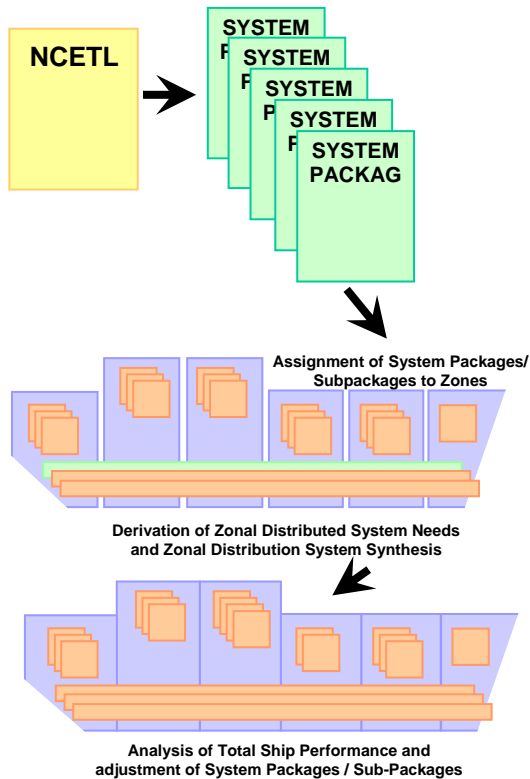 NCETL
SYSTEM
P
SYSTEM
P
SYSTEM
P
SYSTEM
P
SYSTEM
PACKAG
Assignment of System Packages/
Subpackages to Zones
Derivation of Zonal Distributed System Needs
and Zonal Distribution System Synthesis
Analysis of Total Ship Performance and
adjustment of System Packages / Sub-Packages